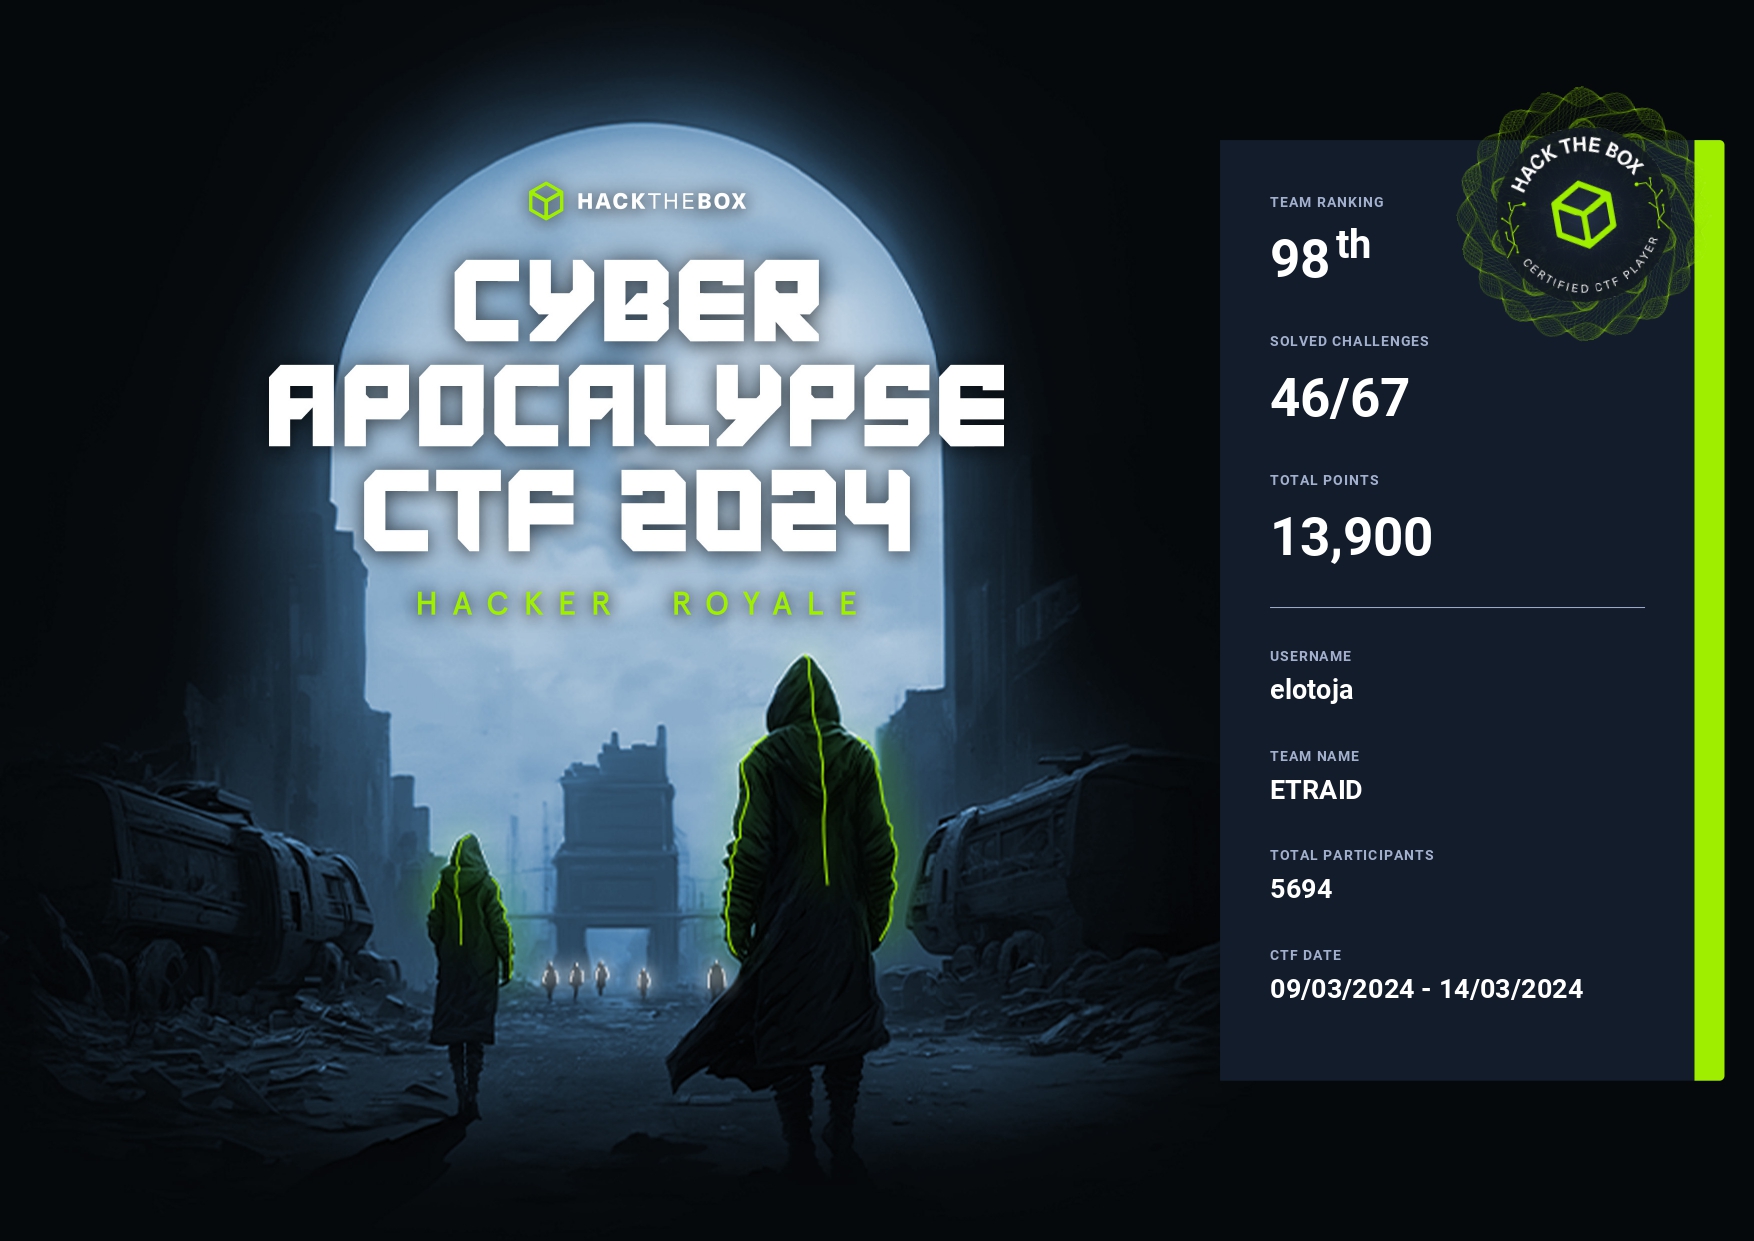 HACKTHEBOX
CYBER
APOCALYPSE
CTF 2024
HACKER ROYALE
HACK THE BOX
CERTIFIED CTF PLAYER
TEAM RANKING
98th
SOLVED CHALLENGES
46/67
TOTAL POINTS
13,900
USERNAME
elotoja
TEAM NAME
ETRAID
TOTAL PARTICIPANTS
5694
CTF DATE
09/03/2024 - 14/03/2024